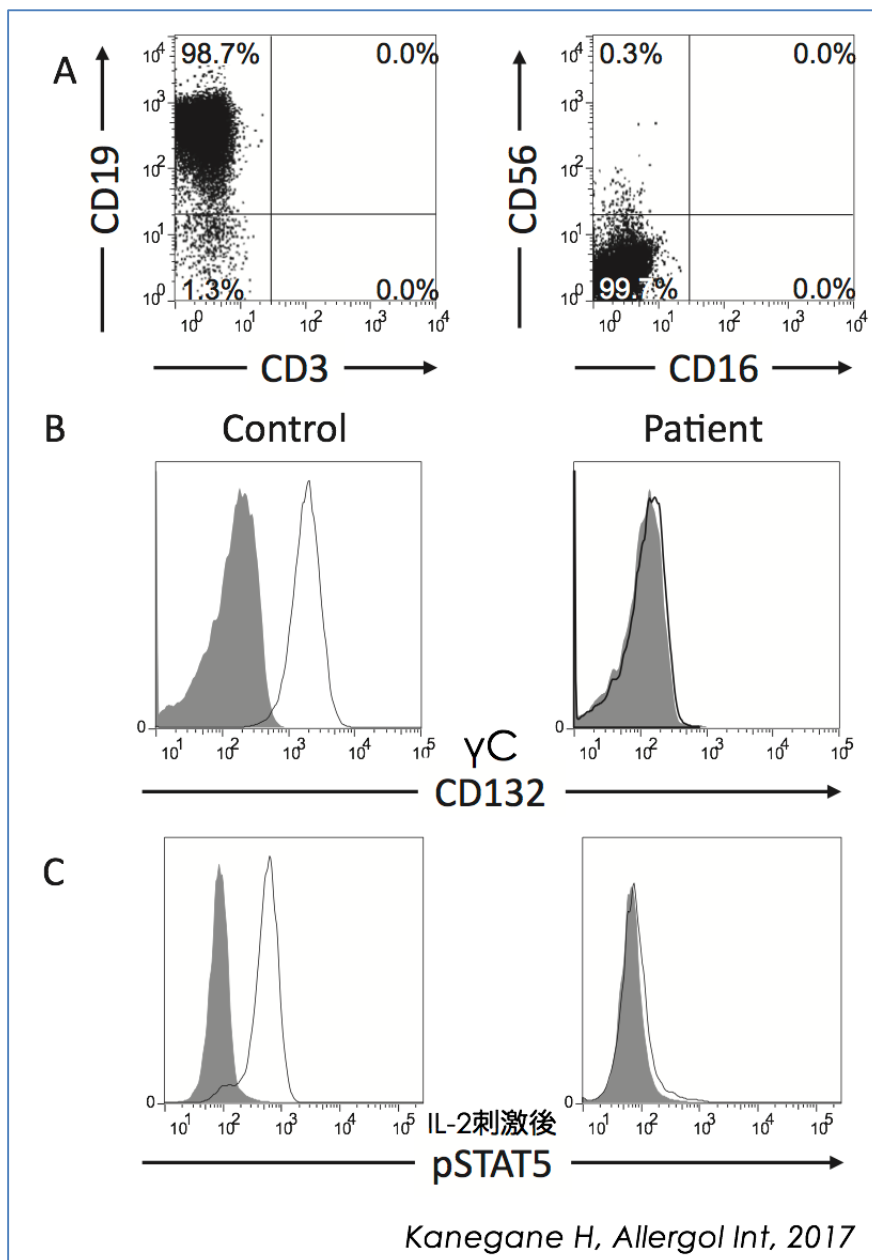 A
98.7% 0.0%
1.3% 0.0%
CD19
10⁴
10³
10²
10¹
10⁰
10⁰ 10¹ 10² 10³ 10⁴
CD3
0.3% 0.0%
99. % 0.0%
CD56
10⁴
10³
10²
10¹
10⁰
10⁰ 10¹ 10² 10³ 10⁴
CD16
B
Control Patient
0
10¹ 10² 10³ 10⁴ 10⁵
0
10¹ 10² 10³ 10⁴ 10⁵
γC
CD132
C
0
10¹ 10² 10³ 10⁴ 10⁵
0
10¹ 10² 10³ 10⁴ 10⁵
IL-2刺激後
pSTAT5
Kanegane H, Allergol Int, 2017